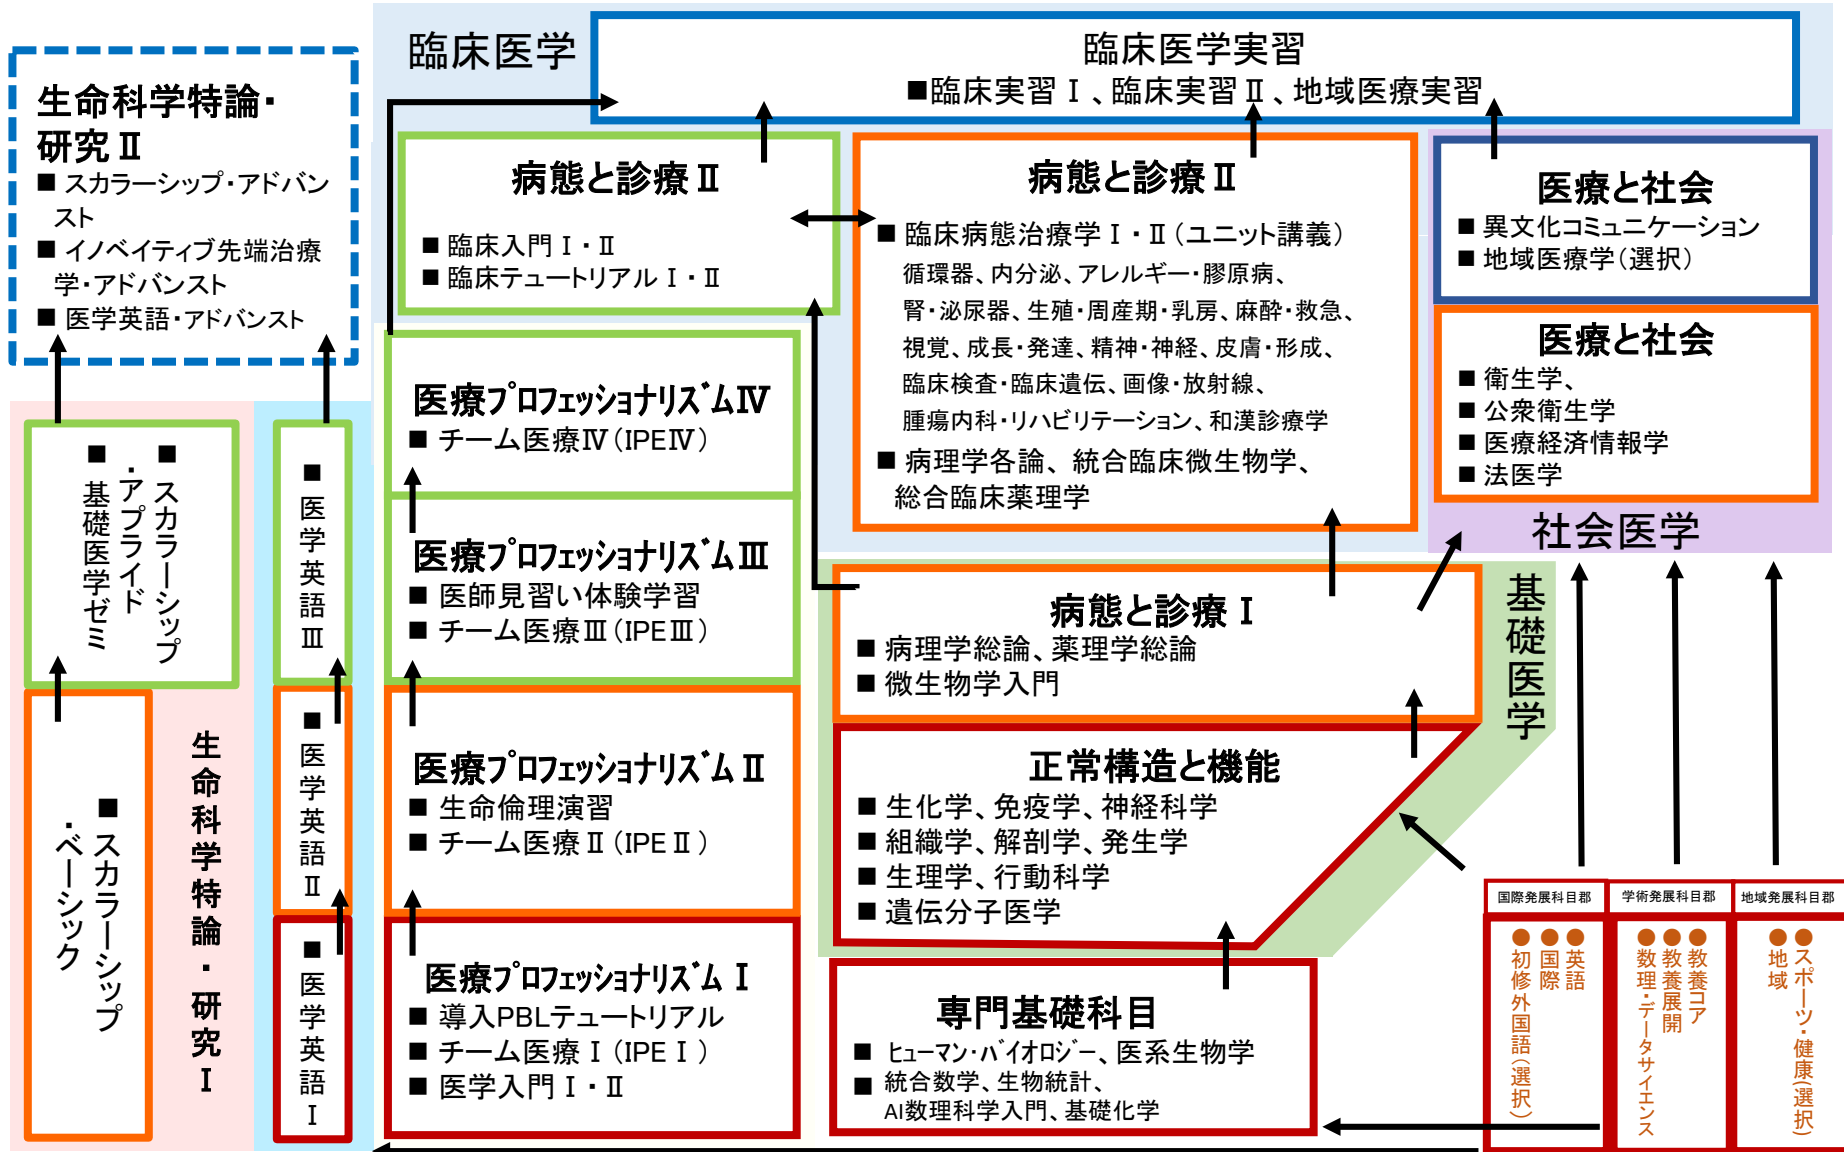 臨床医学
臨床医学実習
■臨床実習Ⅰ、臨床実習Ⅱ、地域医療実習
生命科学特論・
研究Ⅱ
■ スカラーシップ・アドバン
スト
■ イノベイティブ先端治療
学・アドバンスト
■ 医学英語・アドバンスト
病態と診療Ⅱ
■ 臨床入門Ⅰ・Ⅱ
■ 臨床テュートリアルⅠ・Ⅱ
病態と診療Ⅱ
■ 臨床病態治療学Ⅰ・Ⅱ（ユニット講義）
循環器、内分泌、アレルギー・膠原病、
腎・泌尿器、生殖・周産期・乳房、麻酔・救急、
視覚、成長・発達、精神・神経、皮膚・形成、
臨床検査・臨床遺伝、画像・放射線、
腫瘍内科・リハビリテーション、和漢診療学
■ 病理学各論、統合臨床微生物学、
総合臨床薬理学
医療と社会
■ 異文化コミュニケーション
■ 地域医療学（選択）
医療と社会
■ 衛生学、
■ 公衆衛生学
■ 医療経済情報学
■ 法医学
社会医学
医療プロフェッショナリズムⅣ
■ チーム医療Ⅳ（IPEⅣ）
医療プロフェッショナリズムⅢ
■ 医師見習い体験学習
■ チーム医療Ⅲ（IPEⅢ）
医療プロフェッショナリズムⅡ
■ 生命倫理演習
■ チーム医療Ⅱ（IPEⅡ）
医療プロフェッショナリズムⅠ
■ 導入PBLテュートリアル
■ チーム医療Ⅰ（IPEⅠ）
■ 医学入門Ⅰ・Ⅱ
■ スカラーシップ
・アプライド
■ 基礎医学ゼミ
■ スカラーシップ
・ベーシック
生命科学特論・研究Ⅰ
■ 医学英語Ⅲ
■ 医学英語Ⅱ
■ 医学英語Ⅰ
基礎医学
病態と診療Ⅰ
■ 病理学総論、薬理学総論
■ 微生物学入門
正常構造と機能
■ 生化学、免疫学、神経科学
■ 組織学、解剖学、発生学
■ 生理学、行動科学
■ 遺伝分子医学
専門基礎科目
■ ヒューマン・バイオロジー、医系生物学
■ 統合数学、生物統計、
AI数理科学入門、基礎化学
国際発展科目郡
●英語
●国際
●初修外国語（選択）
学術発展科目郡
●教養コア
●教養展開
●数理・データサイエンス
地域発展科目郡
●スポーツ・健康（選択）
●地域